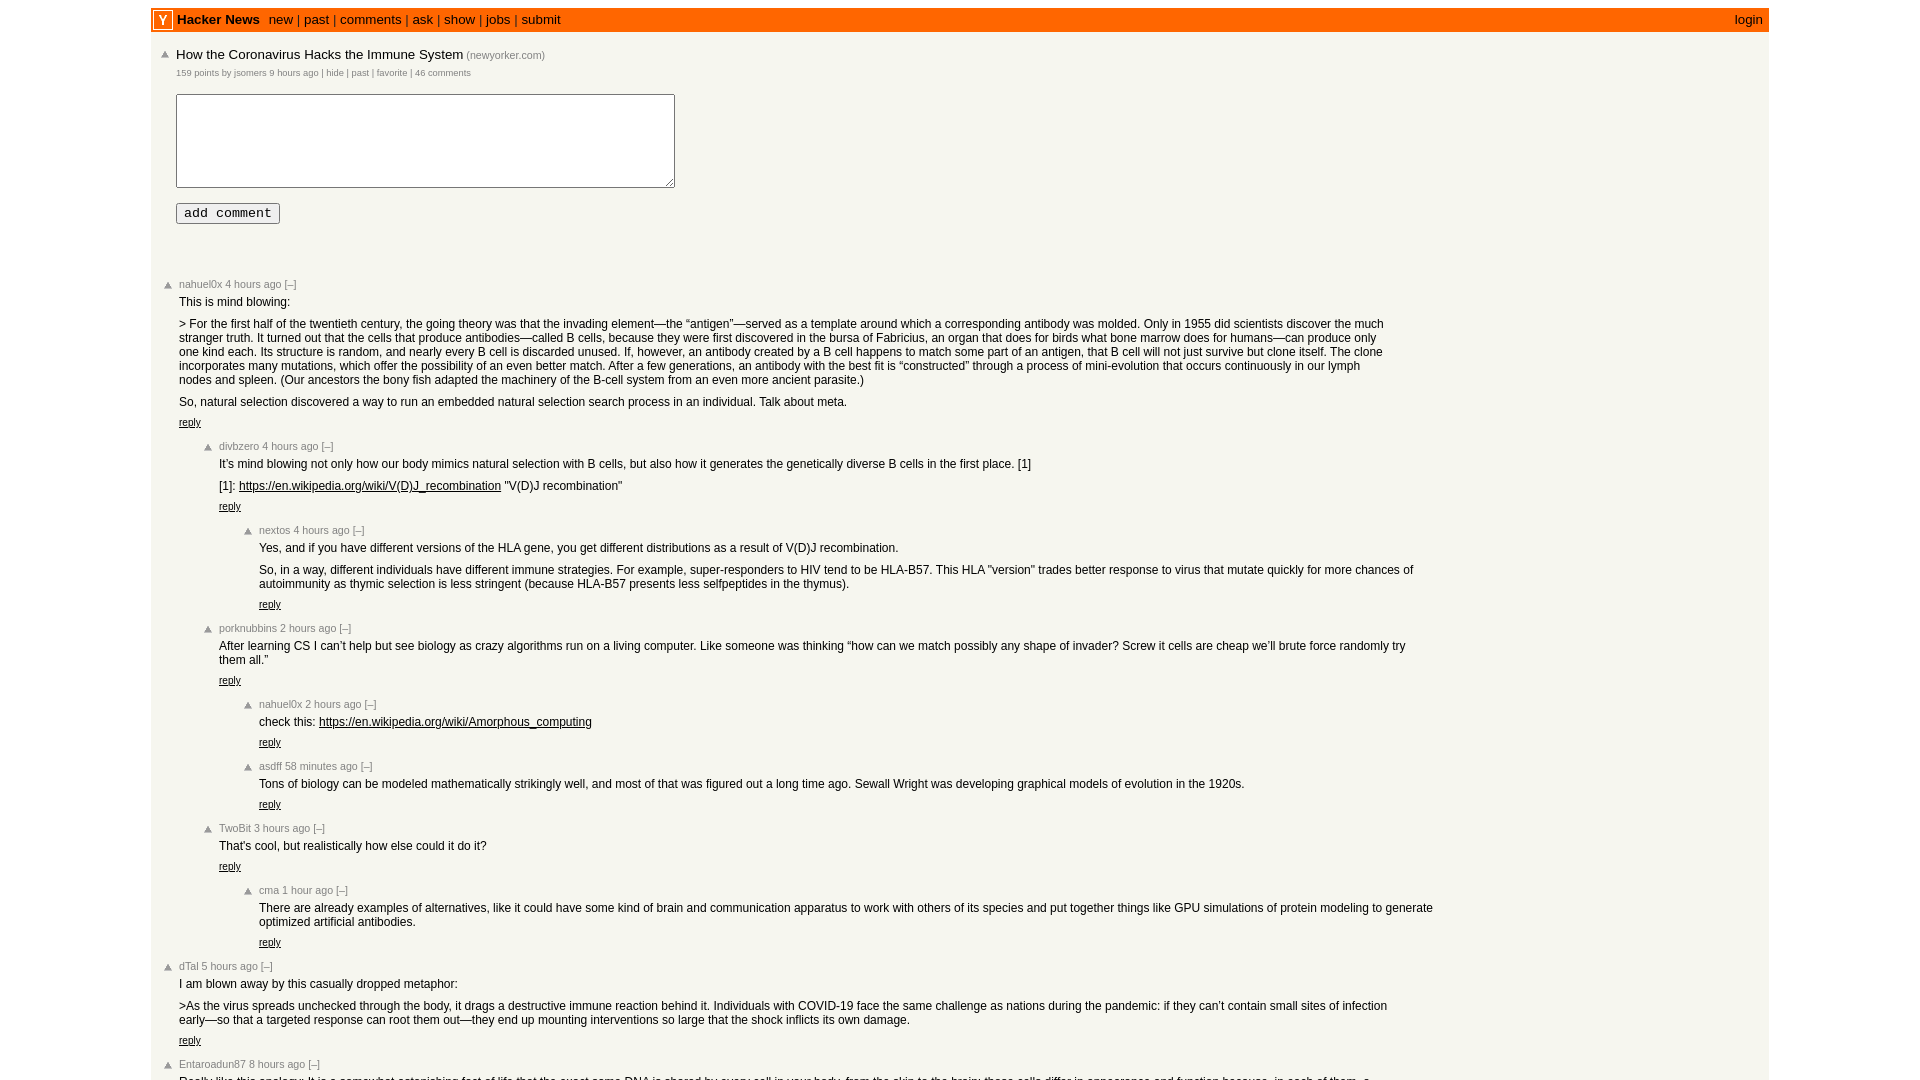 Y Hacker News new | past | comments | ask | show | jobs | submit login
How the Coronavirus Hacks the Immune System (newyorker.com)
159 points by jsomers 9 hours ago | hide | past | favorite | 46 comments
add comment
nahuel0x 4 hours ago [–]
This is mind blowing:
> For the first half of the twentieth century, the going theory was that the invading element—the “antigen”—served as a template around which a corresponding antibody was molded. Only in 1955 did scientists discover the much
stranger truth. It turned out that the cells that produce antibodies—called B cells, because they were first discovered in the bursa of Fabricius, an organ that does for birds what bone marrow does for humans—can produce only
one kind each. Its structure is random, and nearly every B cell is discarded unused. If, however, an antibody created by a B cell happens to match some part of an antigen, that B cell will not just survive but clone itself. The clone
incorporates many mutations, which offer the possibility of an even better match. After a few generations, an antibody with the best fit is “constructed” through a process of mini-evolution that occurs continuously in our lymph
nodes and spleen. (Our ancestors the bony fish adapted the machinery of the B-cell system from an even more ancient parasite.)
So, natural selection discovered a way to run an embedded natural selection search process in an individual. Talk about meta.
reply
divbzero 4 hours ago [–]
It’s mind blowing not only how our body mimics natural selection with B cells, but also how it generates the genetically diverse B cells in the first place. [1]
[1]: https://en.wikipedia.org/wiki/V(D)J_recombination "V(D)J recombination"
reply
nextos 4 hours ago [–]
Yes, and if you have different versions of the HLA gene, you get different distributions as a result of V(D)J recombination.
So, in a way, different individuals have different immune strategies. For example, super-responders to HIV tend to be HLA-B57. This HLA "version" trades better response to virus that mutate quickly for more chances of
autoimmunity as thymic selection is less stringent (because HLA-B57 presents less selfpeptides in the thymus).
reply
porknubbins 2 hours ago [–]
After learning CS I can’t help but see biology as crazy algorithms run on a living computer. Like someone was thinking “how can we match possibly any shape of invader? Screw it cells are cheap we’ll brute force randomly try
them all.”
reply
nahuel0x 2 hours ago [–]
check this: https://en.wikipedia.org/wiki/Amorphous_computing
reply
asdff 58 minutes ago [–]
Tons of biology can be modeled mathematically strikingly well, and most of that was figured out a long time ago. Sewall Wright was developing graphical models of evolution in the 1920s.
reply
TwoBit 3 hours ago [–]
That's cool, but realistically how else could it do it?
reply
cma 1 hour ago [–]
There are already examples of alternatives, like it could have some kind of brain and communication apparatus to work with others of its species and put together things like GPU simulations of protein modeling to generate
optimized artificial antibodies.
reply
dTal 5 hours ago [–]
I am blown away by this casually dropped metaphor:
>As the virus spreads unchecked through the body, it drags a destructive immune reaction behind it. Individuals with COVID-19 face the same challenge as nations during the pandemic: if they can’t contain small sites of infection
early—so that a targeted response can root them out—they end up mounting interventions so large that the shock inflicts its own damage.
reply
Entaroadun87 8 hours ago [–]